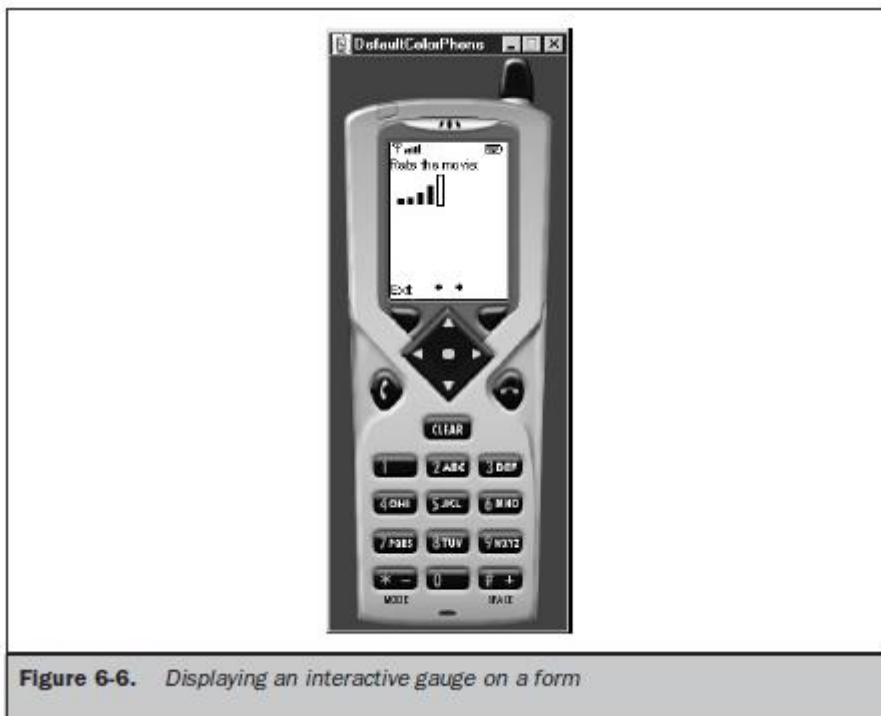 DefaultColorPhone
Rate the movie:
Exit
CLEAR
1 2 ABC 3 DEF
4 GHI 5 JKL 6 MNO
7 PQRS 8 TUV 9 WXYZ
* - 0 # +
MODE
Figure 6-6. Displaying an interactive gauge on a form